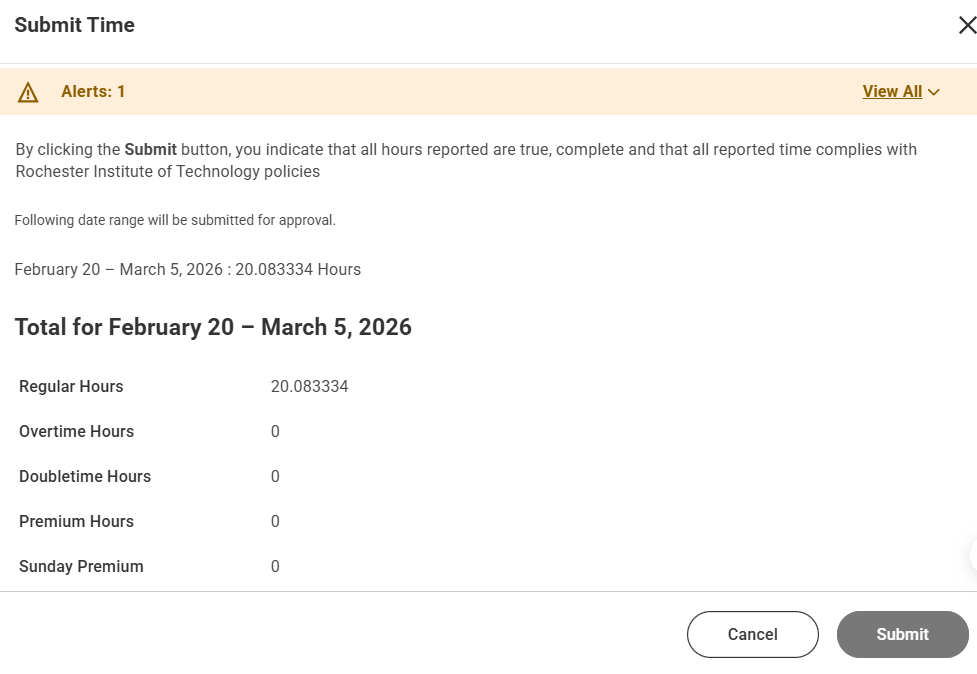 Submit Time
Alerts: 1
View All
By clicking the Submit button, you indicate that all hours reported are true, complete and that all reported time complies with
Rochester Institute of Technology policies
Following date range will be submitted for approval.
February 20 – March 5, 2026 : 20.083334 Hours
Total for February 20 – March 5, 2026
Regular Hours 20.083334
Overtime Hours 0
Doubletime Hours 0
Premium Hours 0
Sunday Premium 0
Cancel Submit